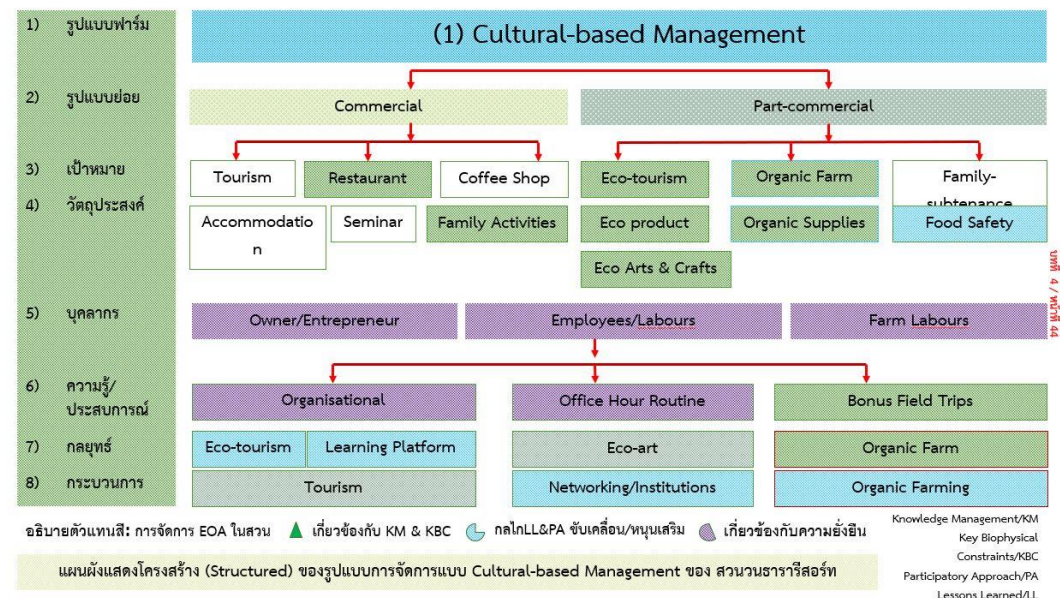 (1) Cultural-based Management
1) รูปแบบฟาร์ม
2) รูปแบบย่อย
Commercial
Part-commercial
3) เป้าหมาย
Tourism
Restaurant
Coffee Shop
Eco-tourism
Organic Farm
Family-
subtenance
4) วัตถุประสงค์
Accommodatio
n
Seminar
Family Activities
Eco product
Organic Supplies
Food Safety
Eco Arts & Crafts
บทที่ 4 / หน้าที่ 44
5) บุคลากร
Owner/Entrepreneur
Employees/Labours
Farm Labours
6) ความรู้/
ประสบการณ์
Organisational
Office Hour Routine
Bonus Field Trips
7) กลยุทธ์
Eco-tourism
Learning Platform
Eco-art
Organic Farm
8) กระบวนการ
Tourism
Networking/Institutions
Organic Farming
อธิบายตัวแทนสี: การจัดการ EOA ในสวน
เกี่ยวข้องกับ KM & KBC
กลไกLL&PA ขับเคลื่อน/หนุนเสริม
เกี่ยวข้องกับความยั่งยืน
Knowledge Management/KM
Key Biophysical
Constraints/KBC
Participatory Approach/PA
Lessons Learned/LL
แผนผังแสดงโครงสร้าง (Structured) ของรูปแบบการจัดการแบบ Cultural-based Management ของ สวนวนธารารีสอร์ท